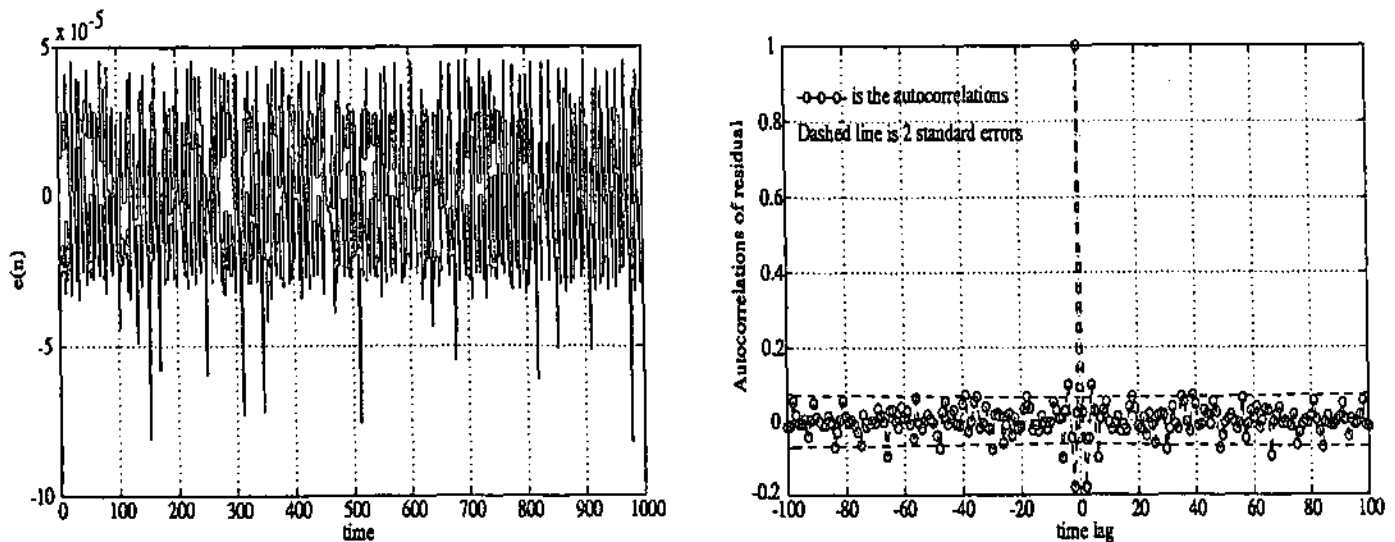 5 x 10-5
5
0
-5
-10
e(n)
0 100 200 300 400 500 600 700 800 900 1000
time
1
0.8
0.6
0.4
0.2
0
-0.2
Autocorrelations of residual
-o-o-o- is the autocorrelations
Dashed line is 2 standard errors
-100 -80 -60 -40 -20 0 20 40 60 80 100
time lag